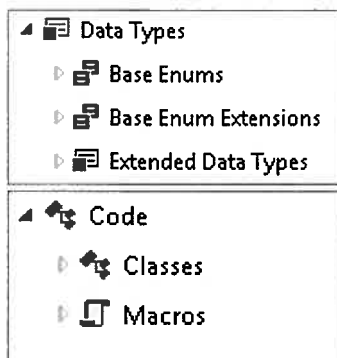 Data Types
Base Enums
Base Enum Extensions
Extended Data Types
Code
Classes
Macros